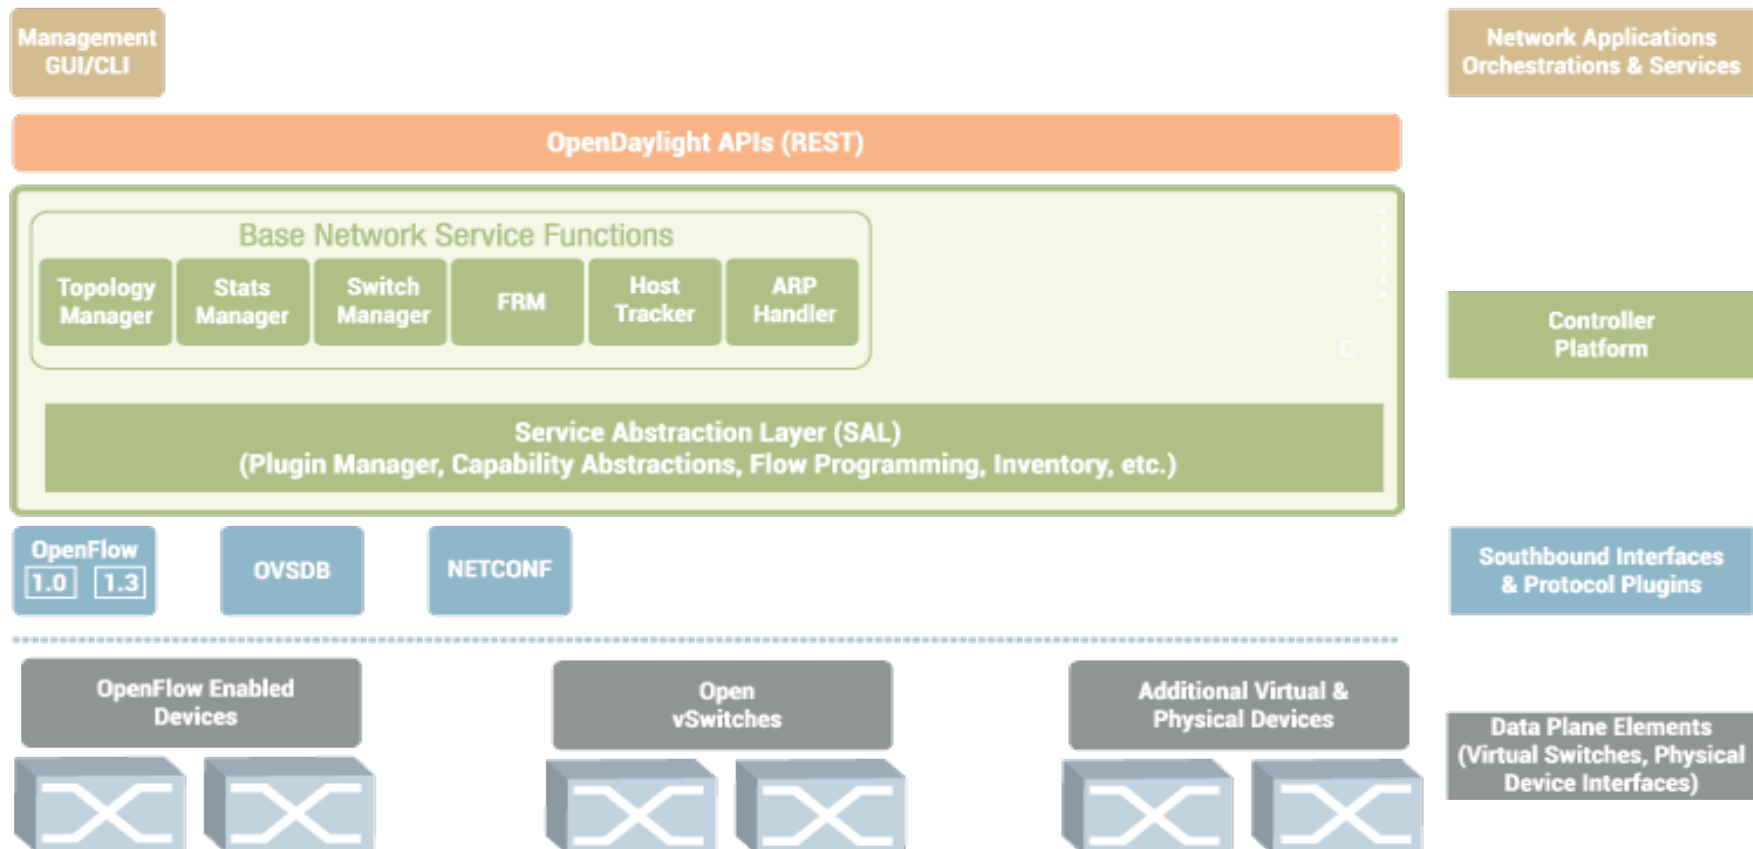 Management
GUI/CLI
Network Applications
Orchestrations & Services
OpenDaylight APIs (REST)
Base Network Service Functions
Topology
Manager
Stats
Manager
Switch
Manager
FRM
Host
Tracker
ARP
Handler
C
Controller
Platform
Service Abstraction Layer (SAL)
(Plugin Manager, Capability Abstractions, Flow Programming, Inventory, etc.)
OpenFlow
1.0 1.3
OVSDB
NETCONF
Southbound Interfaces
& Protocol Plugins
OpenFlow Enabled
Devices
Open
vSwitches
Additional Virtual &
Physical Devices
Data Plane Elements
(Virtual Switches, Physical
Device Interfaces)